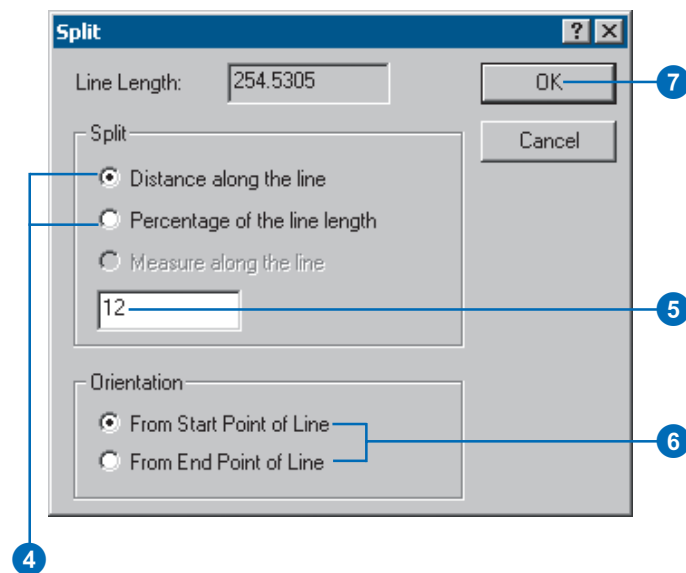 Split
? ×
Line Length: 254.5305
OK 7
Split
Cancel
Distance along the line
Percentage of the line length
Measure along the line
12 5
Orientation
From Start Point of Line
6
From End Point of Line
4